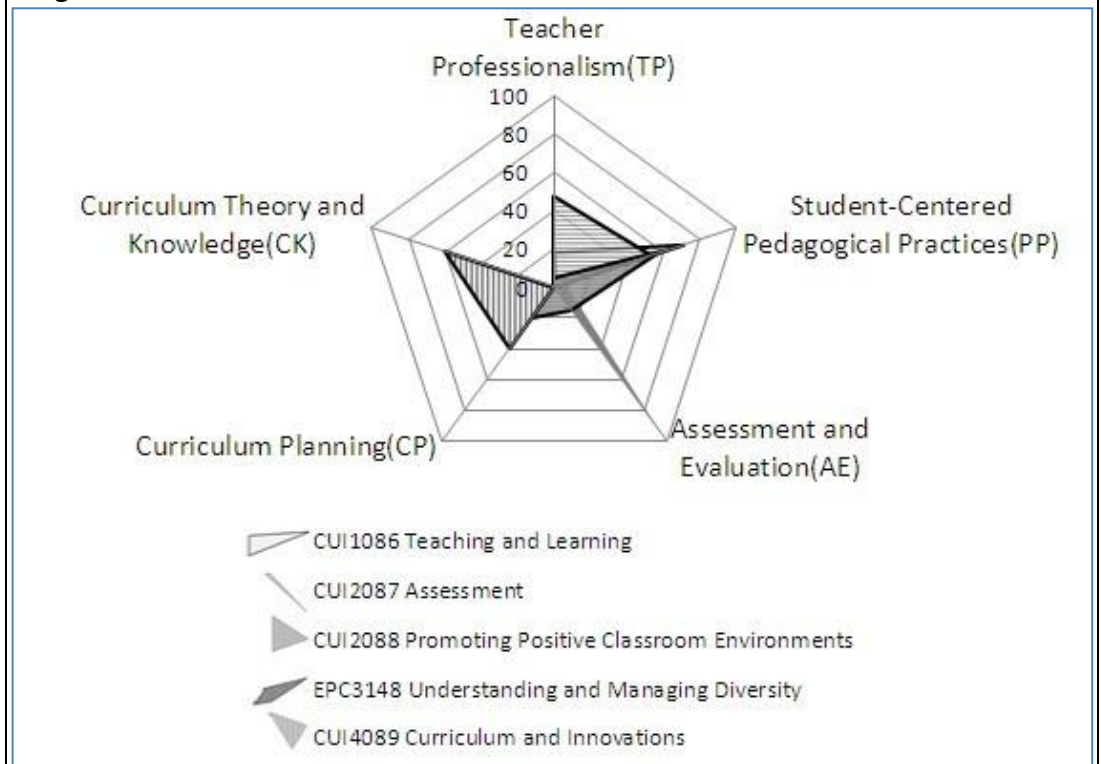 Teacher
Professionalism(TP)
100
80
60
40
20
0
Curriculum Theory and
Knowledge(CK)
Student-Centered
Pedagogical Practices(PP)
Curriculum Planning(CP)
Assessment and
Evaluation(AE)
CUI1086 Teaching and Learning
CUI2087 Assessment
CUI2088 Promoting Positive Classroom Environments
EPC3148 Understanding and Managing Diversity
CUI4089 Curriculum and Innovations